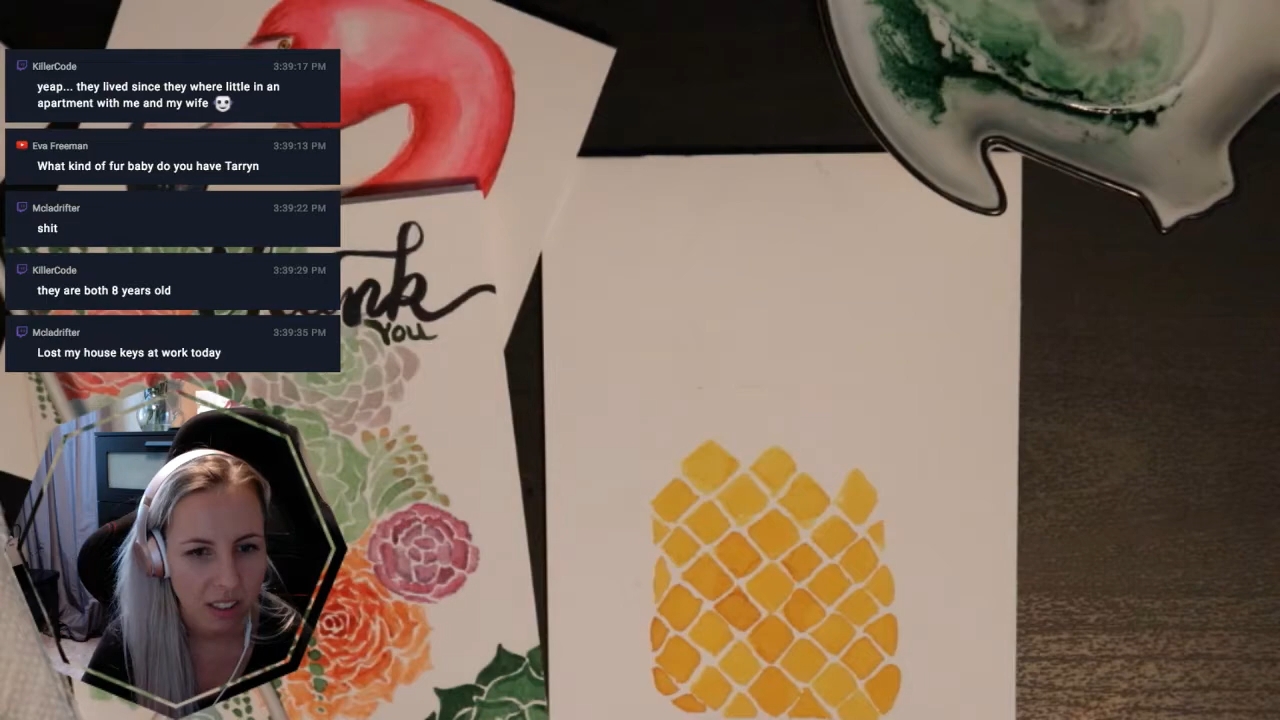 KillerCode 3:39:17 PM
yeap... they lived since they where little in an
apartment with me and my wife
Eva Freeman 3:39:13 PM
What kind of fur baby do you have Tarryn
Mcladrifter 3:39:22 PM
shit
KillerCode 3:39:29 PM
they are both 8 years old
Mcladrifter 3:39:35 PM
Lost my house keys at work today
You